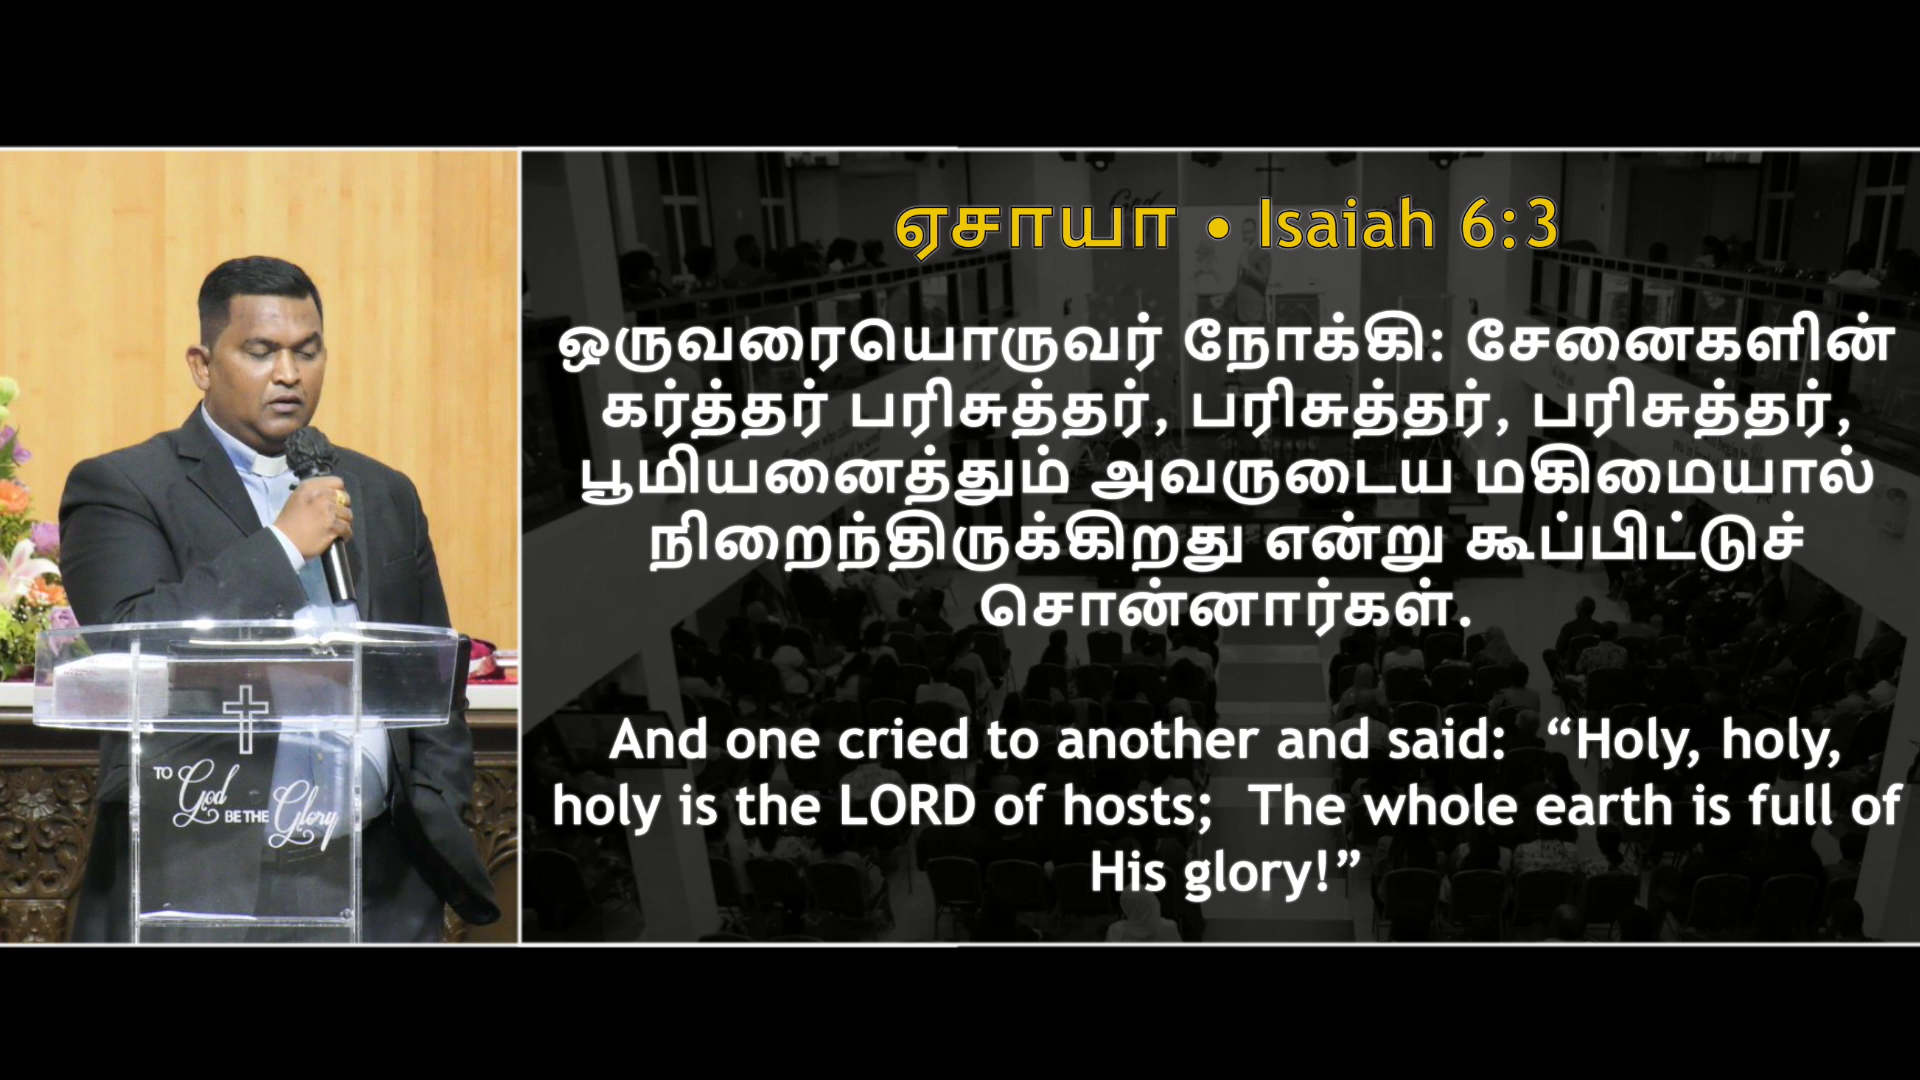 ஏசாயா • Isaiah 6:3
ஒருவரையொருவர் நோக்கி: சேனைகளின்
கர்த்தர் பரிசுத்தர், பரிசுத்தர், பரிசுத்தர்,
பூமியனைத்தும் அவருடைய மகிமையால்
நிறைந்திருக்கிறது என்று கூப்பிட்டுச்
சொன்னார்கள்.
And one cried to another and said: “Holy, holy,
holy is the LORD of hosts; The whole earth is full of
His glory!”
TO God
BE THE Glory